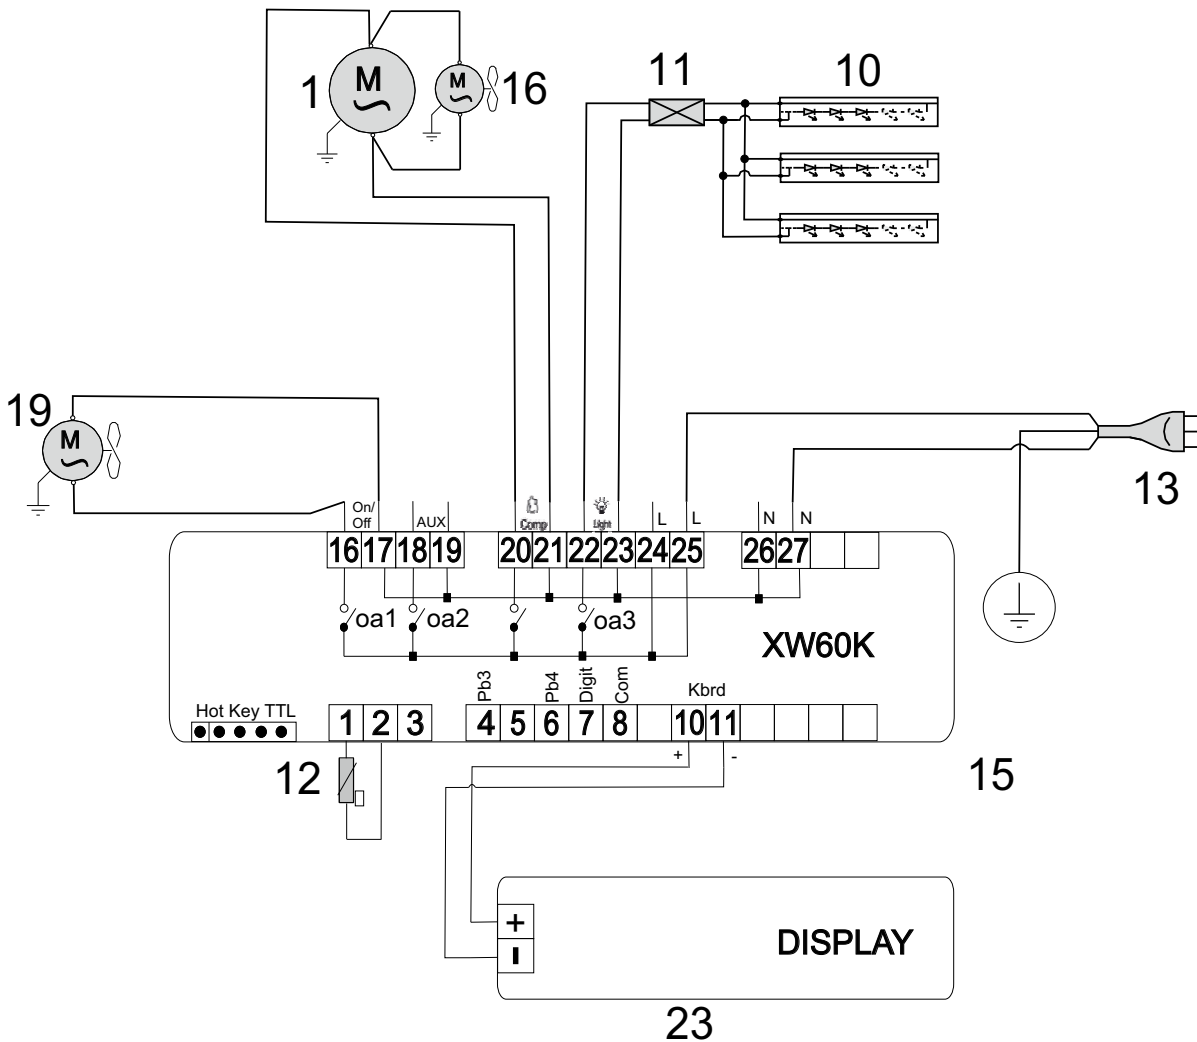 1
M
M
16
11
10
19
M
13
On/
Off
AUX
Comp
Light
L
L
N
N
16 17 18 19
20 21 22 23 24 25
26 27
oa1
oa2
oa3
XW60K
Pb3
Pb4
Digit
Com
Kbrd
Hot Key TTL
1 2 3
4 5 6 7 8 10 11
+
-
12
15
+
-
DISPLAY
23